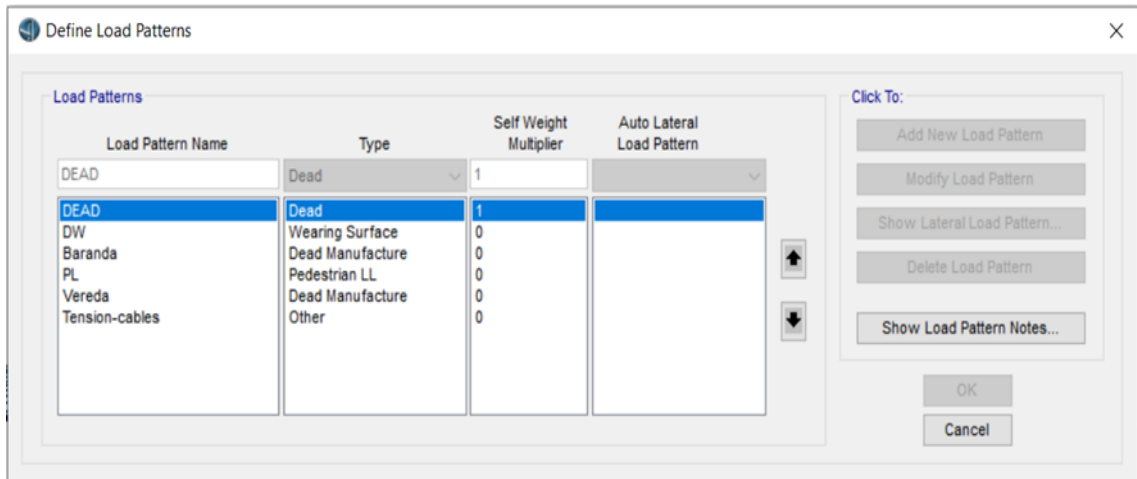 Define Load Patterns
Load Patterns
Click To:
Load Pattern Name
Type
Self Weight
Multiplier
Auto Lateral
Load Pattern
DEAD
Dead
1
DEAD Dead 1
DW Wearing Surface 0
Baranda Dead Manufacture 0
PL Pedestrian LL 0
Vereda Dead Manufacture 0
Tension-cables Other 0
Add New Load Pattern
Modify Load Pattern
Show Lateral Load Pattern...
Delete Load Pattern
Show Load Pattern Notes...
OK
Cancel